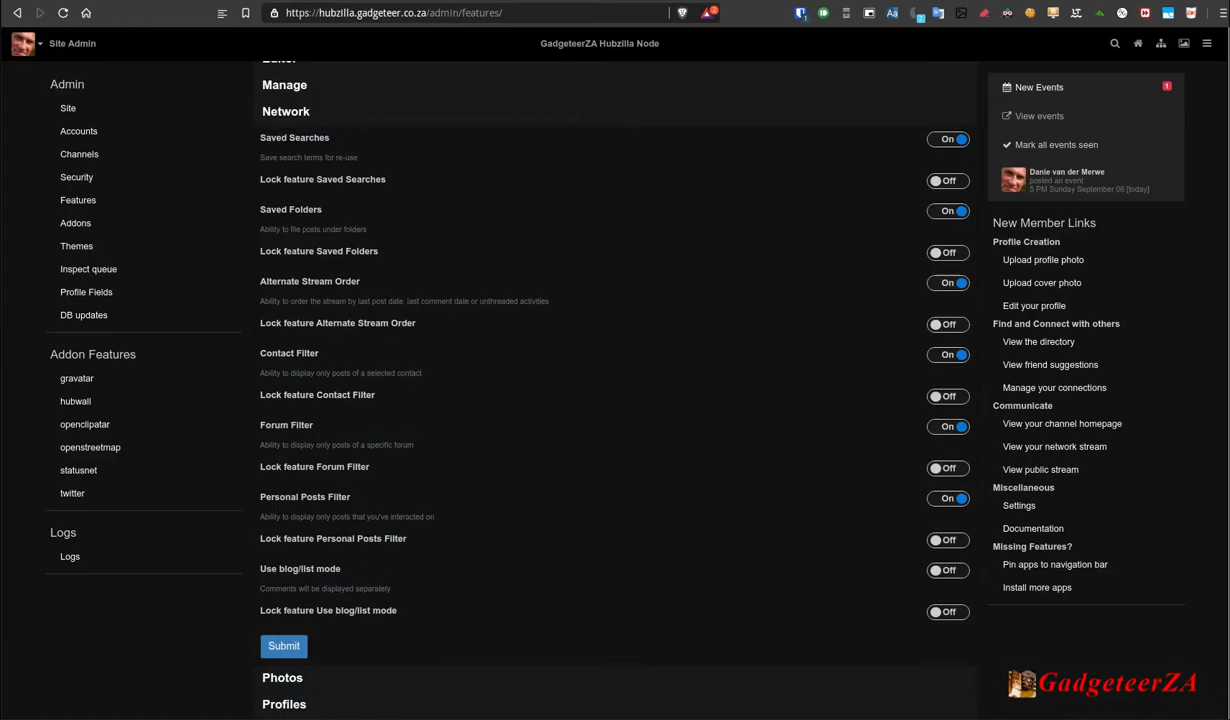 https://hubzilla.gadgeteer.co.za/admin/features/
2
2
Site Admin
GadgeteerZA Hubzilla Node
Admin
Site
Accounts
Channels
Security
Features
Addons
Themes
Inspect queue
Profile Fields
DB updates
Addon Features
gravatar
hubwall
openclipatar
openstreetmap
statusnet
twitter
Logs
Logs
Editor
Manage
Network
Saved Searches
On
Save search terms for re-use
Lock feature Saved Searches
Off
Saved Folders
On
Ability to file posts under folders
Lock feature Saved Folders
Off
Alternate Stream Order
On
Ability to order the stream by last post date, last comment date or unthreaded activities
Lock feature Alternate Stream Order
Off
Contact Filter
On
Ability to display only posts of a selected contact
Lock feature Contact Filter
Off
Forum Filter
On
Ability to display only posts of a specific forum
Lock feature Forum Filter
Off
Personal Posts Filter
On
Ability to display only posts that you've interacted on
Lock feature Personal Posts Filter
Off
Use blog/list mode
Off
Comments will be displayed separately
Lock feature Use blog/list mode
Off
Submit
Photos
Profiles
New Events
1
View events
Mark all events seen
Danie van der Merwe
posted an event
5 PM Sunday September 06 [today]
New Member Links
Profile Creation
Upload profile photo
Upload cover photo
Edit your profile
Find and Connect with others
View the directory
View friend suggestions
Manage your connections
Communicate
View your channel homepage
View your network stream
View public stream
Miscellaneous
Settings
Documentation
Missing Features?
Pin apps to navigation bar
Install more apps
GadgeteerZA